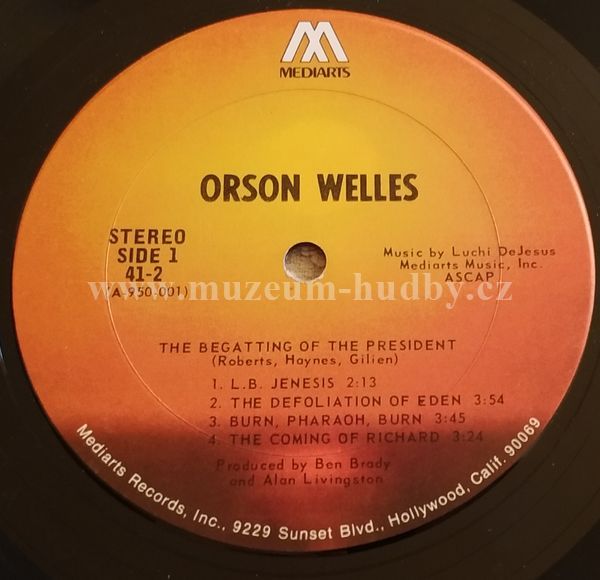 MEDIARTS
ORSON WELLES
STEREO
SIDE 1
41-2
(A-950,001)
Music by Luchi DeJesus
Mediarts Music, Inc.
ASCAP
www.muzeum-hudby.cz
THE BEGATTING OF THE PRESIDENT
(Roberts, Haynes, Gilien)
1. L.B. JENESIS 2:13
2. THE DEFOLIATION OF EDEN 3:54
3. BURN, PHARAOH, BURN 3:45
4. THE COMING OF RICHARD 3:24
Produced by Ben Brady
and Alan Livingston
Mediarts Records, Inc., 9229 Sunset Blvd., Hollywood, Calif. 90069